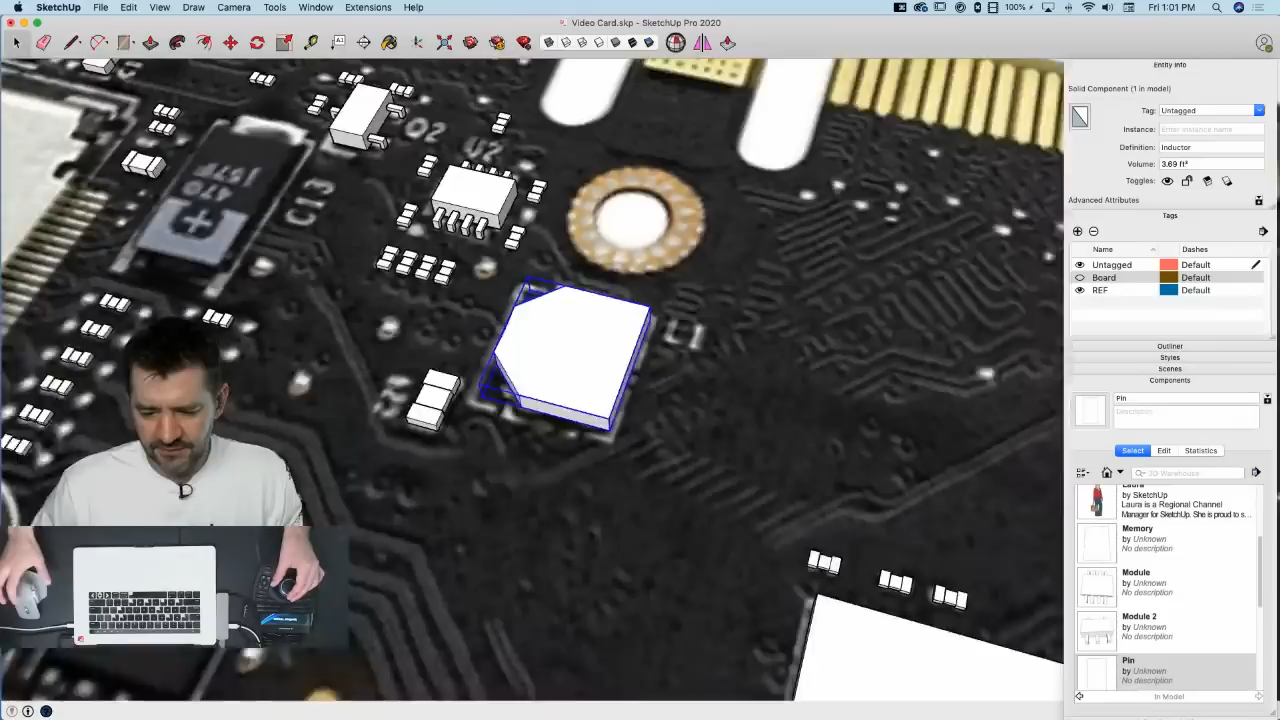 SketchUp File Edit View Draw Camera Tools Window Extensions Help
100% Fri 1:01 PM
Video Card.skp - SketchUp Pro 2020
Entity Info
Solid Component (1 in model)
Tag: Untagged
Instance: Enter instance name
Definition: Inductor
Volume: 3.69 ft³
Toggles:
Advanced Attributes
Tags
Name Dashes
Untagged Default
Board Default
REF Default
Outliner
Styles
Scenes
Components
Pin
Description
Select Edit Statistics
3D Warehouse
Laura
by SketchUp
Laura is a Regional Channel
Manager for SketchUp. She is proud to s...
Memory
by Unknown
No description
Module
by Unknown
No description
Module 2
by Unknown
No description
Pin
by Unknown
No description
In Model
Q2
C13